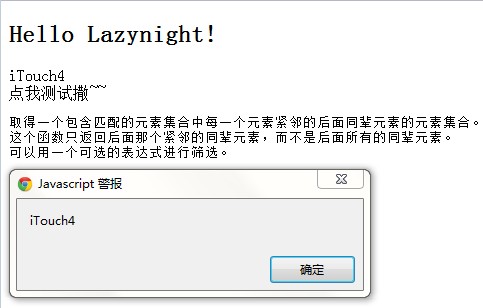 Hello Lazynight!
iTouch4
点我测试撒~~
取得一个包含匹配的元素集合中每一个元素紧邻的后面同辈元素的元素集合。
这个函数只返回后面那个紧邻的同辈元素，而不是后面所有的同辈元素。
可以用一个可选的表达式进行筛选。
Javascript 警报
iTouch4
确定